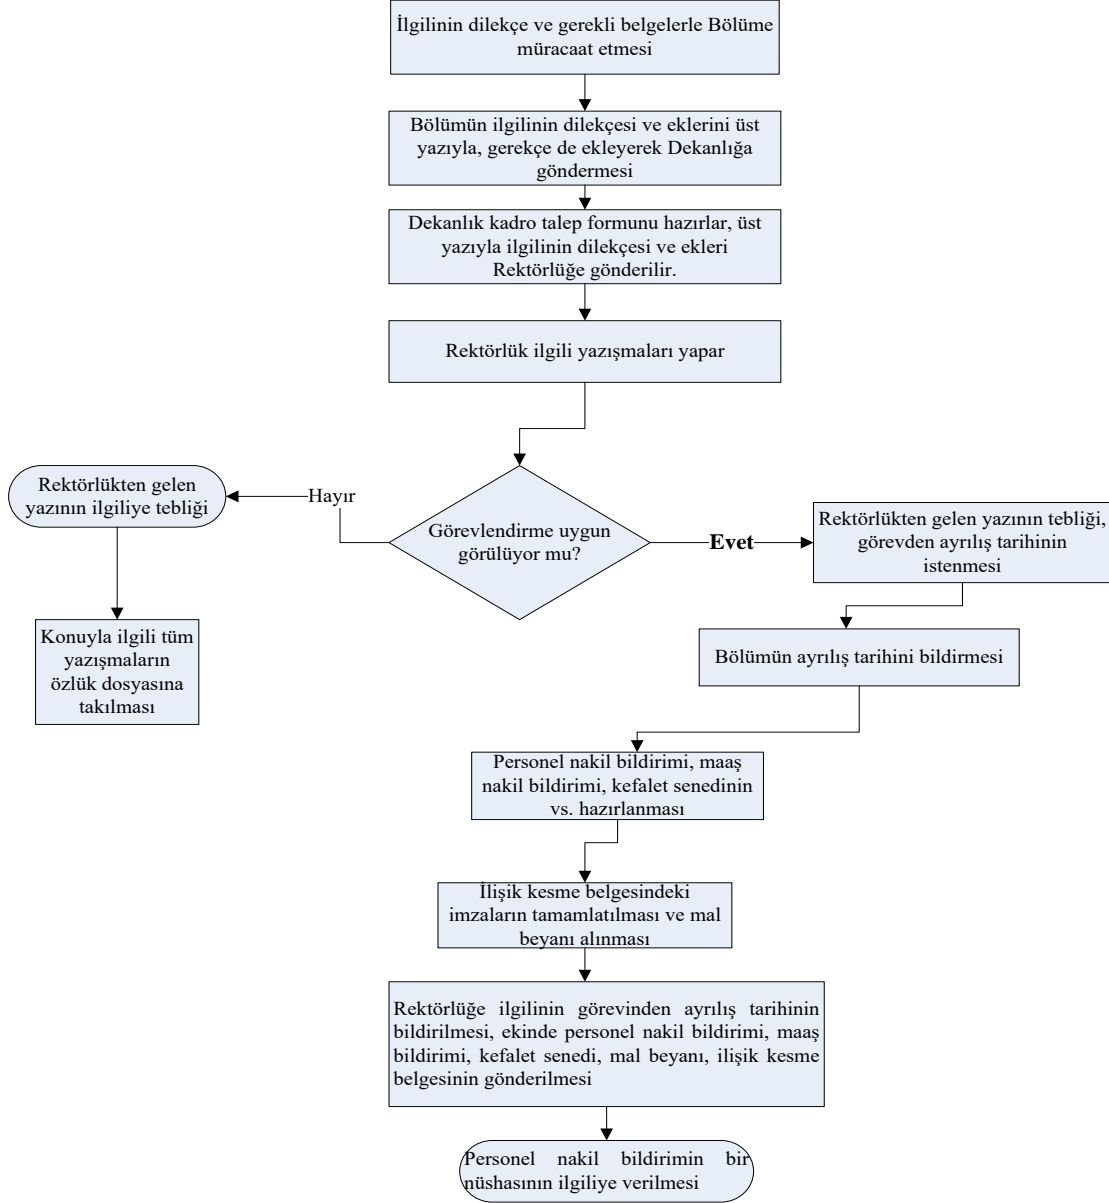 İlgilinin dilekçe ve gerekli belgelerle Bölüme
müracaat etmesi
Bölümün ilgilinin dilekçesi ve eklerini üst
yazıyla, gerekçe de ekleyerek Dekanlığa
göndermesi
Dekanlık kadro talep formunu hazırlar, üst
yazıyla ilgilinin dilekçesi ve ekleri
Rektörlüğe gönderilir.
Rektörlük ilgili yazışmaları yapar
Görevlendirme uygun
görülüyor mu?
Hayır
Rektörlükten gelen
yazının ilgiliye tebliği
Konuyla ilgili tüm
yazışmaların
özlük dosyasına
takılması
Evet
Rektörlükten gelen yazının tebliği,
görevden ayrılış tarihinin
istenmesi
Bölümün ayrılış tarihini bildirmesi
Personel nakil bildirimi, maaş
nakil bildirimi, kefalet senedinin
vs. hazırlanması
İlişik kesme belgesindeki
imzaların tamamlatılması ve mal
beyanı alınması
Rektörlüğe ilgilinin görevinden ayrılış tarihinin
bildirilmesi, ekinde personel nakil bildirimi, maaş
bildirimi, kefalet senedi, mal beyanı, ilişik kesme
belgesinin gönderilmesi
Personel nakil bildirimin bir
nüshasının ilgiliye verilmesi